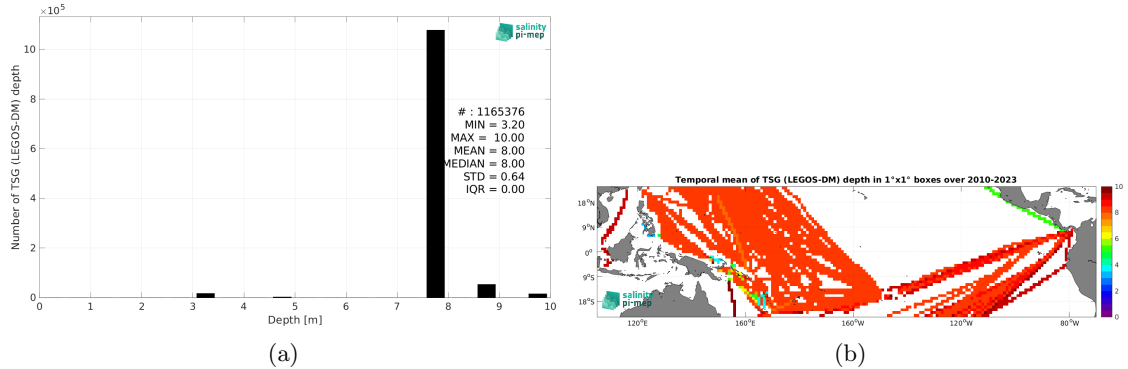 ×10⁵
10
8
6
4
2
0
Number of TSG (LEGOS-DM) depth
salinity
pi-mep
# : 1165376
MIN = 3.20
MAX = 10.00
MEAN = 8.00
MEDIAN = 8.00
STD = 0.64
IQR = 0.00
1 2 3 4 5 6 7 8 9 10
Depth [m]
(a)
Temporal mean of TSG (LEGOS-DM) depth in 1°x1° boxes over 2010-2023
18°N
9°N
0°
9°S
18°S
salinity
pi-mep
120°E 160°E 160°W 120°W 80°W
10
8
6
4
2
0
(b)